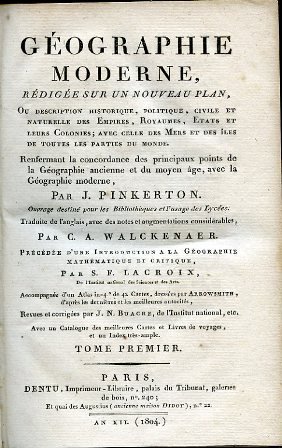 GÉOGRAPHIE
MODERNE,
RÉDIGÉE SUR UN NOUVEAU PLAN,
OU DESCRIPTION HISTORIQUE, POLITIQUE, CIVILE ET
NATURELLE DES EMPIRES, ROYAUMES, ETATS ET
LEURS COLONIES; AVEC CELLE DES MERS ET DES ÎLES
DE TOUTES LES PARTIES DU MONDE.
Renfermant la concordance des principaux points de
la Géographie ancienne et du moyen âge, avec la
Géographie moderne,
PAR J. PINKERTON.
Ouvrage destiné pour les Bibliothèques et l'usage des Lycées.
Traduite de l'anglais, avec des notes et augmentations considérables,
PAR C. A. WALCKENAER.
PRÉCÉDÉE D'UNE INTRODUCTION A LA GÉOGRAPHIE
MATHÉMATIQUE ET CRITIQUE,
PAR S. F. LACROIX,
De l'Institut national des Sciences et des Arts.
Accompagnée d'un Atlas in-4° de 42 Cartes, dressées par ARROWSMITH,
d'après les dernières et les meilleures autorités,
Revues et corrigées par J. N. BUACHE, de l'Institut national, etc.
Avec un Catalogue des meilleures Cartes et Livres de voyages,
et un Index très-ample.
TOME PREMIER.
PARIS,
DENTU, Imprimeur-Libraire, palais du Tribunat, galeries
de bois, n°. 240;
Et quai des Augustins (ancienne maison DIDOT), n°. 22.
AN XII. (1804.)